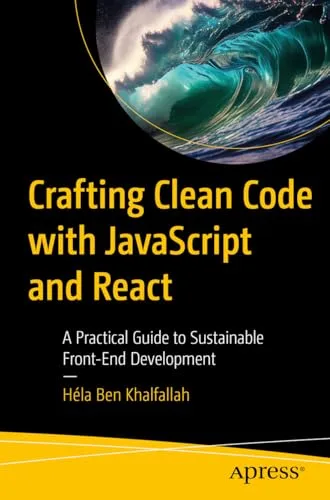 Crafting Clean Code
with JavaScript
and React
A Practical Guide to Sustainable
Front-End Development
Héla Ben Khalfallah
Apress®